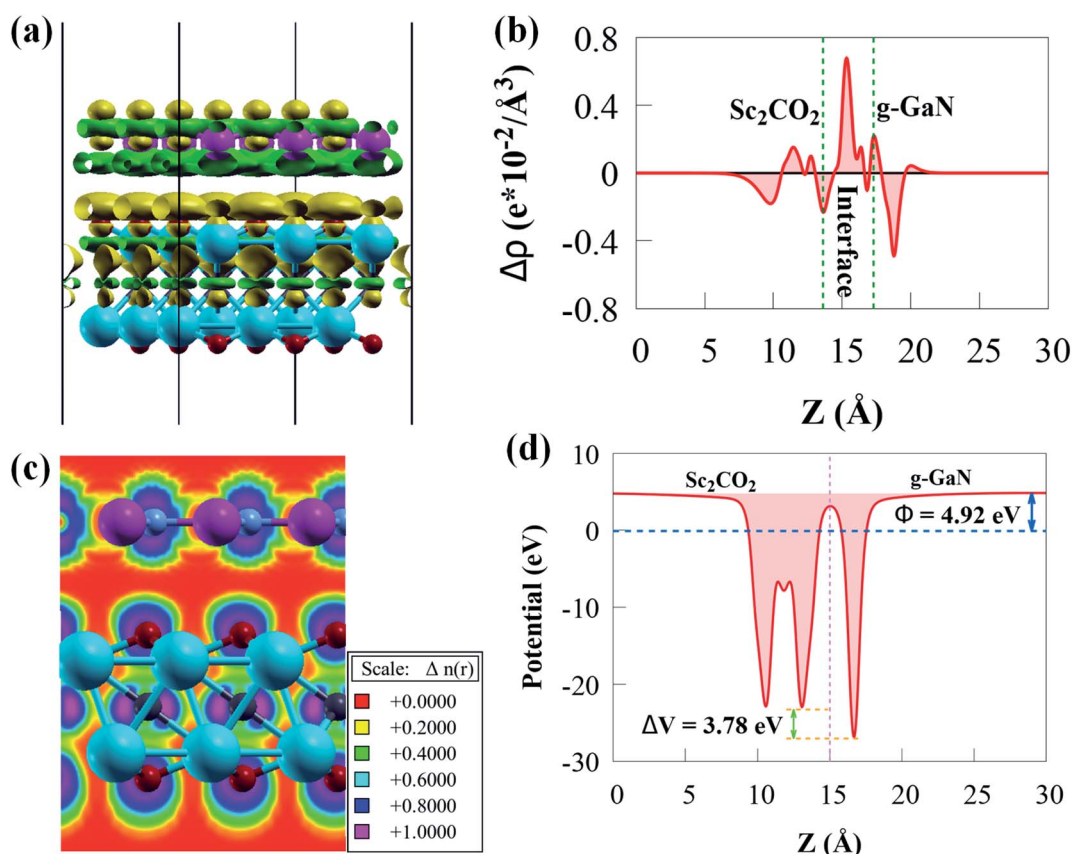 (a)
(b)
Δρ (e*10⁻²/Å³)
0.8
0.4
0
-0.4
-0.8
Sc₂CO₂
g-GaN
Interface
0 5 10 15 20 25 30
Z (Å)
(c)
Scale: Δ n(r)
+0.0000
+0.2000
+0.4000
+0.6000
+0.8000
+1.0000
(d)
Potential (eV)
10
0
-10
-20
-30
Sc₂CO₂
g-GaN
Φ = 4.92 eV
ΔV = 3.78 eV
0 5 10 15 20 25 30
Z (Å)